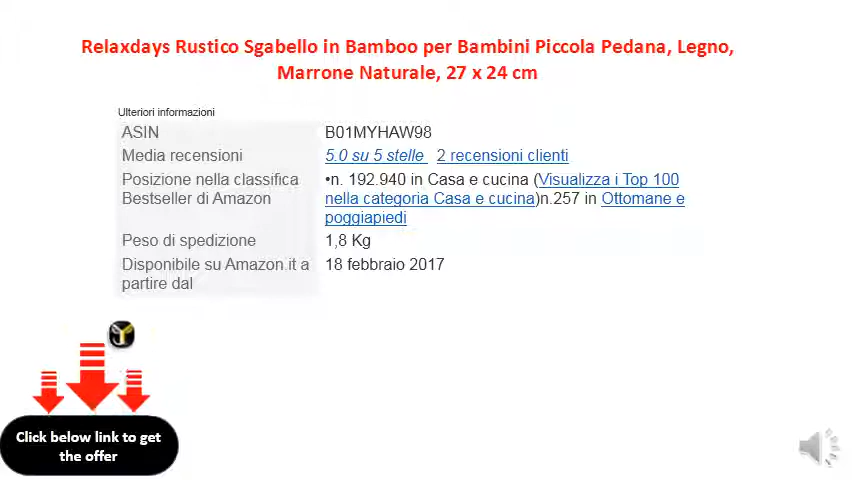 Relaxdays Rustico Sgabello in Bamboo per Bambini Piccola Pedana, Legno,
Marrone Naturale, 27 x 24 cm
Ulteriori informazioni
ASIN B01MYHAW98
Media recensioni 5.0 su 5 stelle 2 recensioni clienti
Posizione nella classifica •n. 192.940 in Casa e cucina (Visualizza i Top 100
Bestseller di Amazon nella categoria Casa e cucina)n.257 in Ottomane e
poggiapiedi
Peso di spedizione 1,8 Kg
Disponibile su Amazon.it a 18 febbraio 2017
partire dal
Click below link to get
the offer